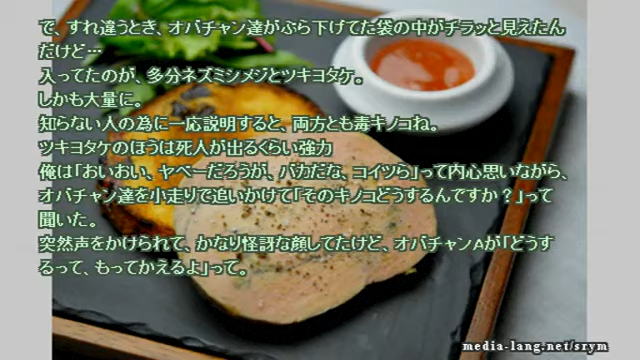 で、すれ違うとき、オバチャン達がぶら下げてた袋の中がチラッと見えたん
だけど…
入ってたのが、多分ネズミシメジとツキヨタケ。
しかも大量に。
知らない人の為に一応説明すると、両方とも毒キノコね。
ツキヨタケのほうは死人が出るくらい強力
俺は「おいおい、ヤベーだろうが、バカだな、コイツら」って内心思いながら、
オバチャン達を小走りで追いかけて「そのキノコどうするんですか？」って
聞いた。
突然声をかけられて、かなり怪訝な顔してたけど、オバチャンAが「どうす
るって、もってかえるよ」って。
media-lang.net/srym